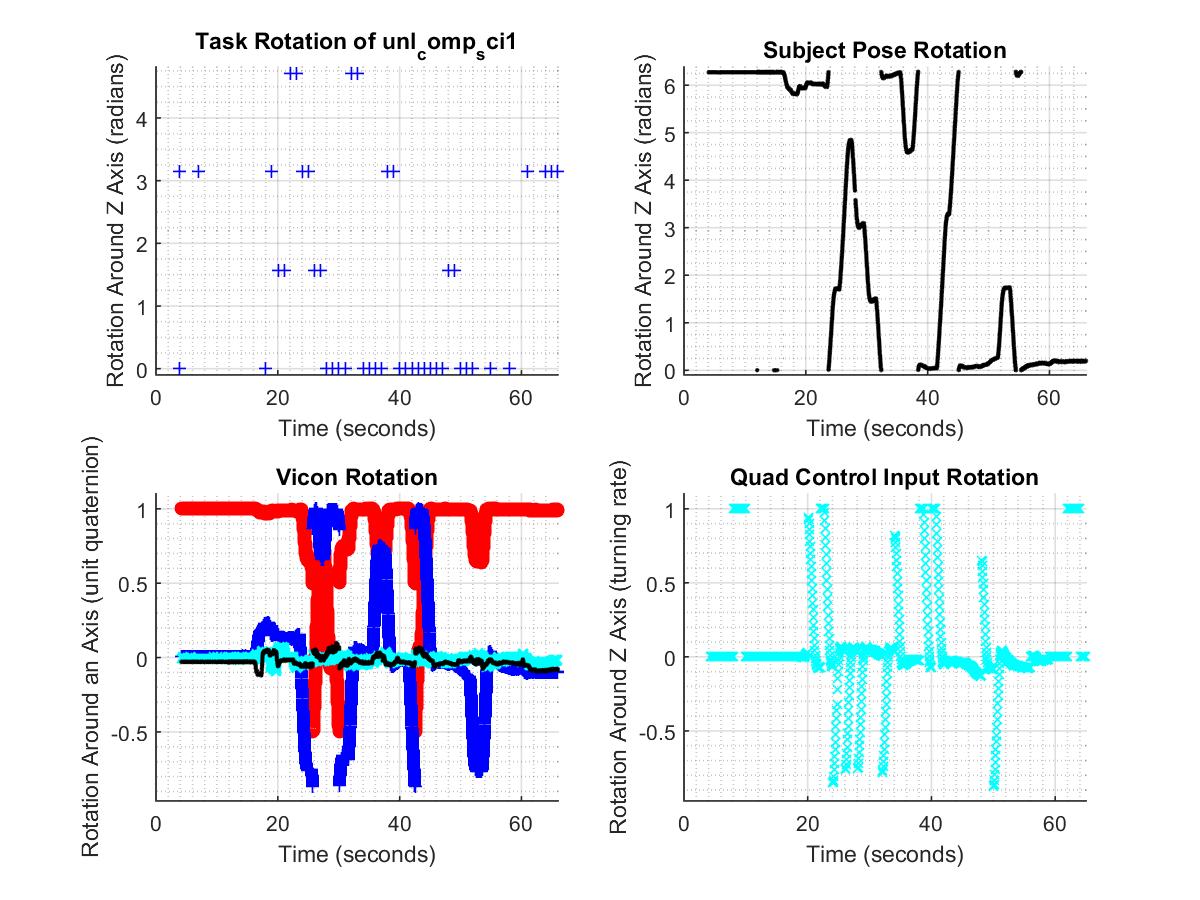 Task Rotation of unlcompsci1
Rotation Around Z Axis (radians)
4
3
2
1
0
0 20 40 60
Time (seconds)
Subject Pose Rotation
Rotation Around Z Axis (radians)
6
5
4
3
2
1
0
0 20 40 60
Time (seconds)
Vicon Rotation
Rotation Around an Axis (unit quaternion)
1
0.5
0
-0.5
0 20 40 60
Time (seconds)
Quad Control Input Rotation
Rotation Around Z Axis (turning rate)
1
0.5
0
-0.5
0 20 40 60
Time (seconds)